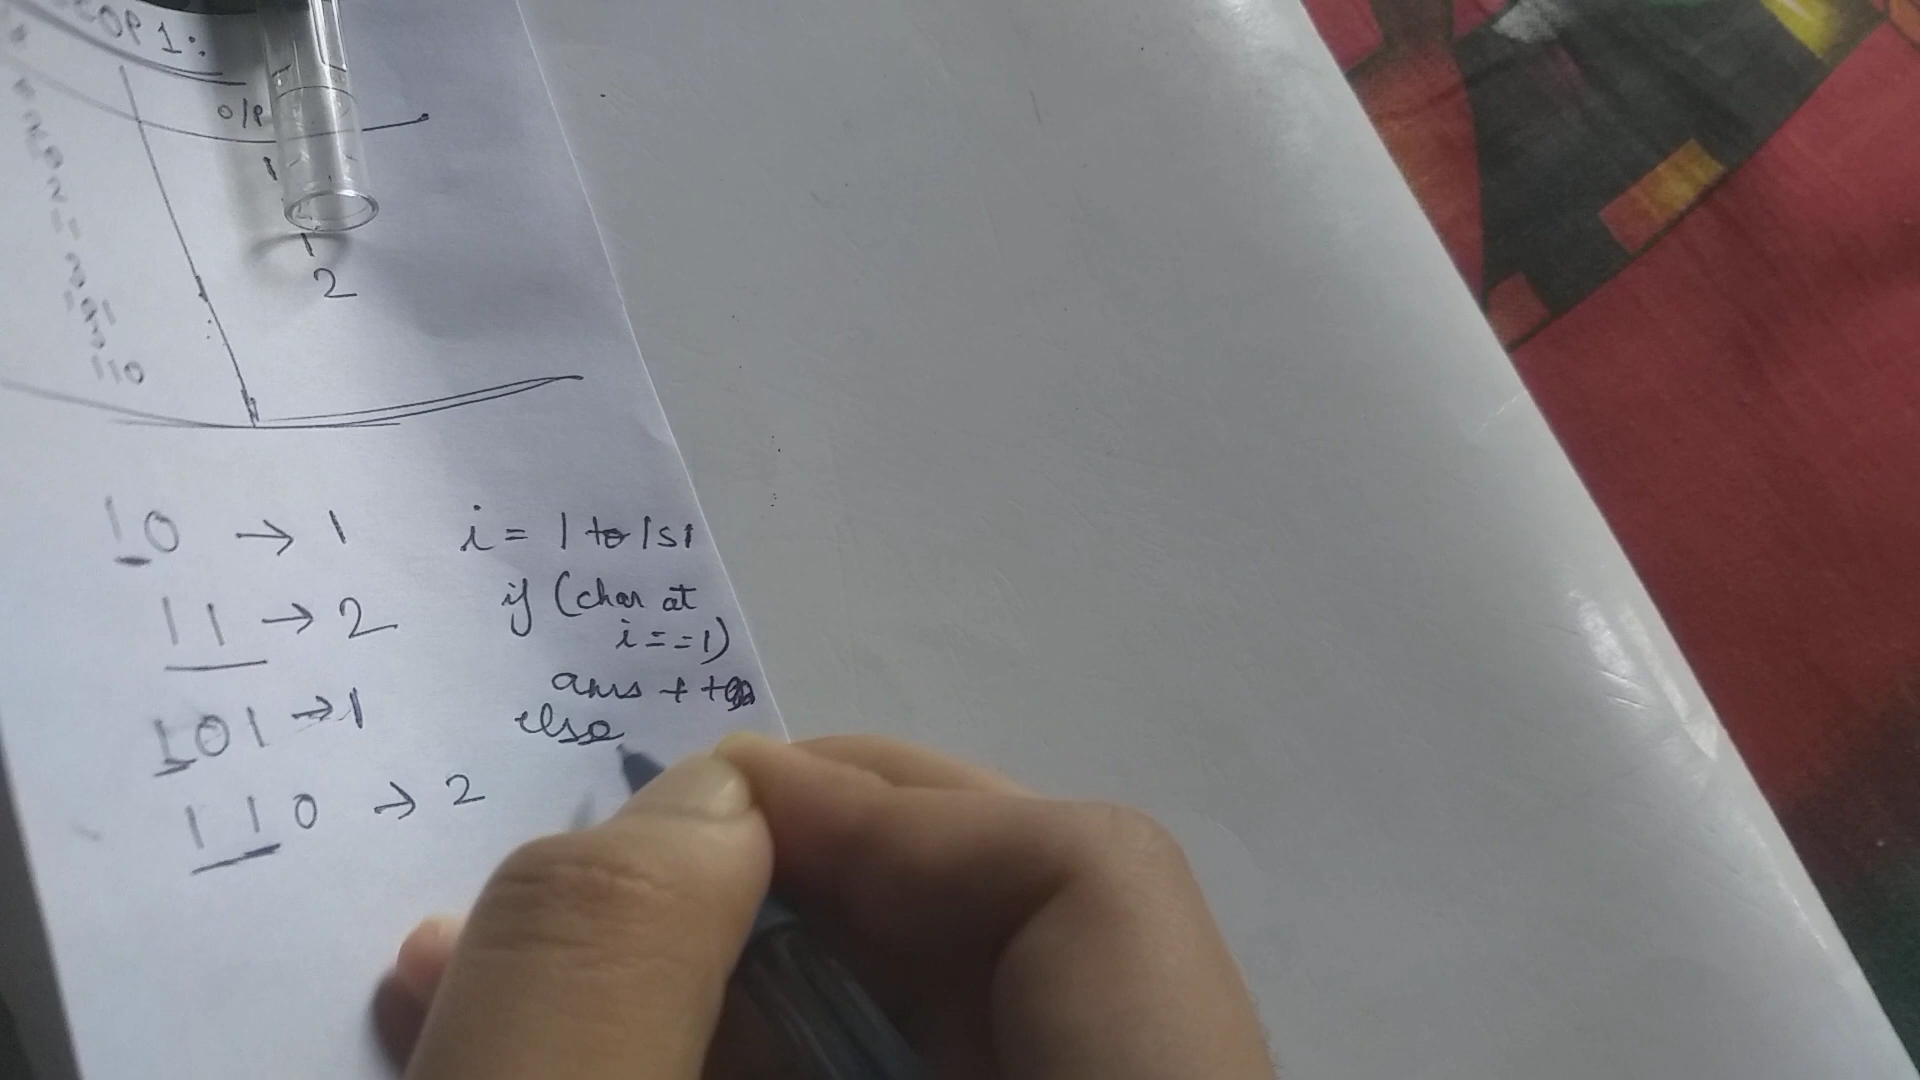 OP 1:
O/P
1
1
2
10 → 1
11 → 2
101 → 1
110 → 2
i = 1 to |s|
if (char at
i == 1)
ans ++
else